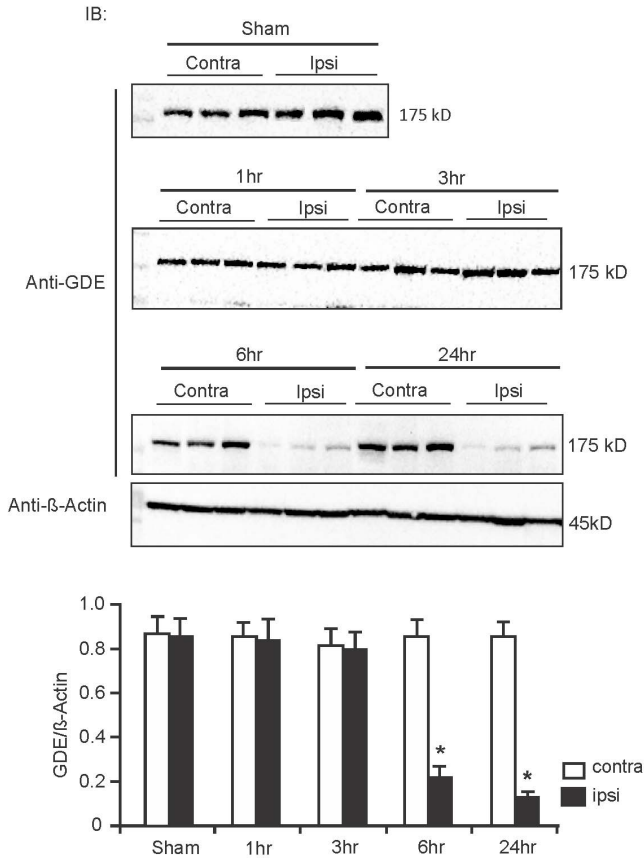 IB:
Sham
Contra Ipsi
175 kD
1hr 3hr
Contra Ipsi Contra Ipsi
Anti-GDE
175 kD
6hr 24hr
Contra Ipsi Contra Ipsi
175 kD
Anti-ß-Actin
45kD
1.0
0.8
0.6
0.4
0.2
0
GDE/ß-Actin
* *
contra
ipsi
Sham 1hr 3hr 6hr 24hr